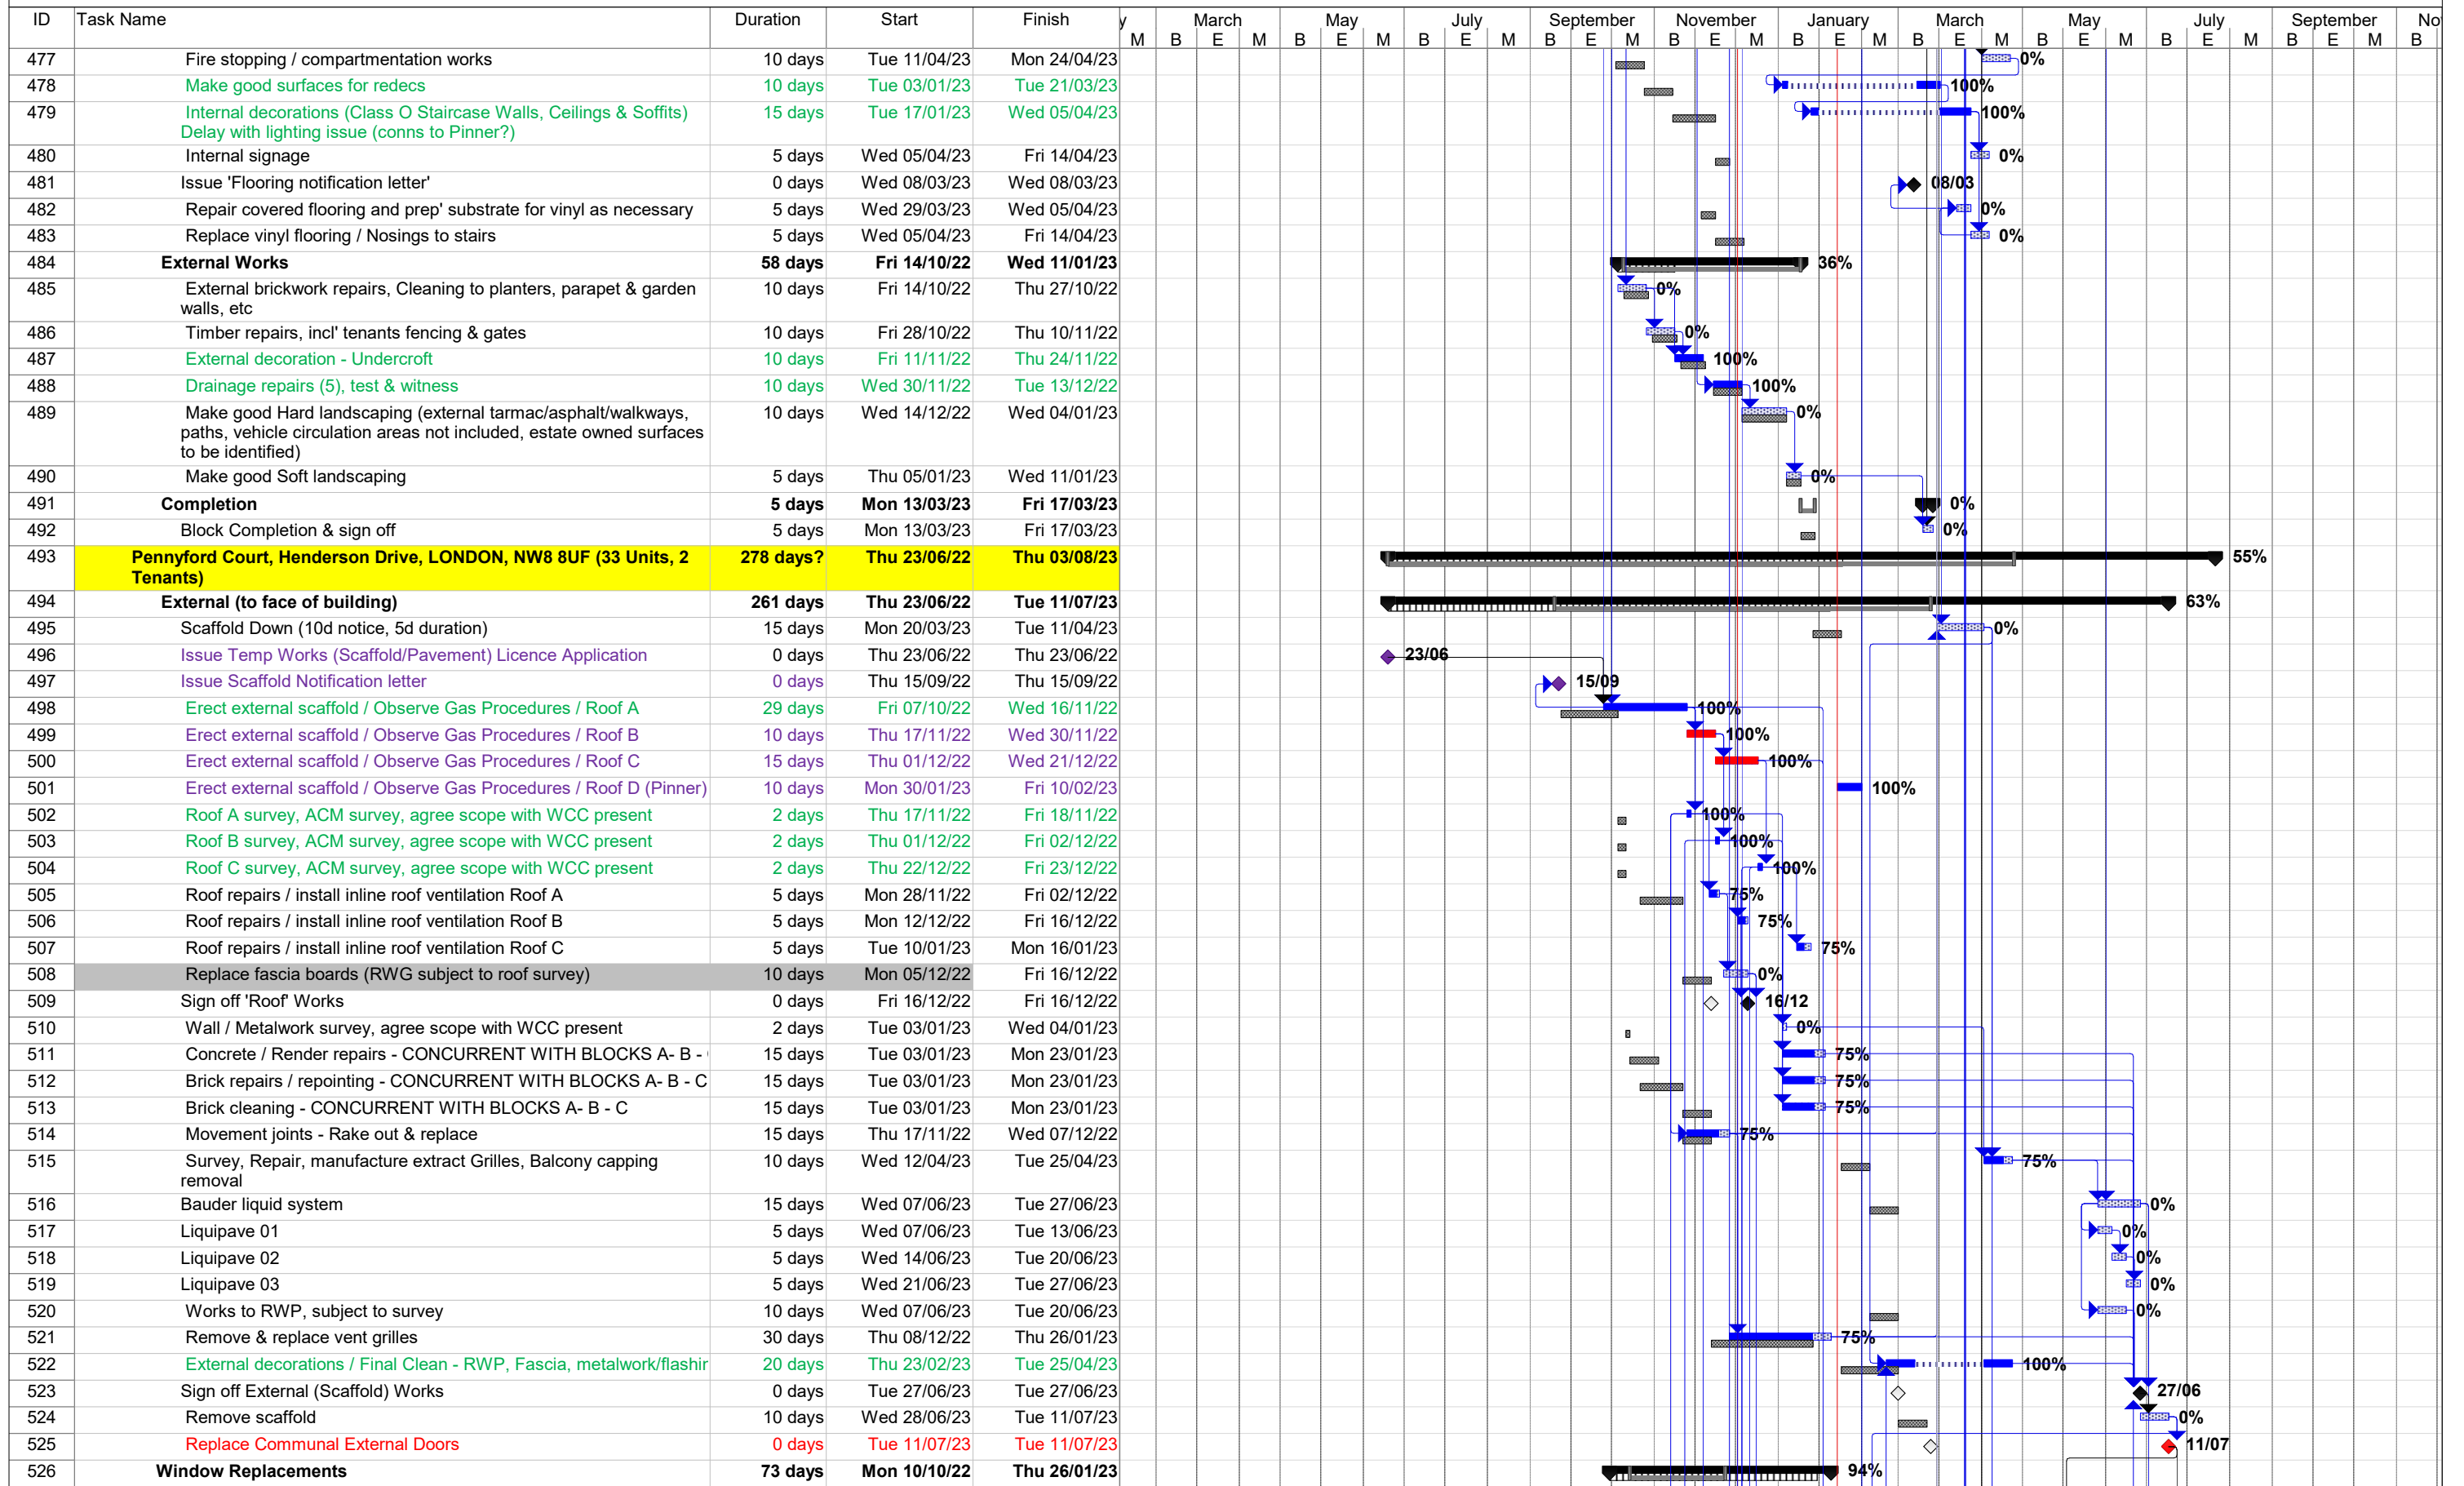 ID Task Name Duration Start Finish March May July September November January March May July September
M B E M B E M B E M B E M B E M B E M B E M B E M B E M B E M B
477 Fire stopping / compartmentation works 10 days Tue 11/04/23 Mon 24/04/23 0%
478 Make good surfaces for redecs 10 days Tue 03/01/23 Tue 21/03/23 100%
479 Internal decorations (Class O Staircase Walls, Ceilings & Soffits) 15 days Tue 17/01/23 Wed 05/04/23 100%
Delay with lighting issue (conns to Pinner?)
480 Internal signage 5 days Wed 05/04/23 Fri 14/04/23 0%
481 Issue 'Flooring notification letter' 0 days Wed 08/03/23 Wed 08/03/23 08/03
482 Repair covered flooring and prep' substrate for vinyl as necessary 5 days Wed 29/03/23 Wed 05/04/23 0%
483 Replace vinyl flooring / Nosings to stairs 5 days Wed 05/04/23 Fri 14/04/23 0%
484 External Works 58 days Fri 14/10/22 Wed 11/01/23 36%
485 External brickwork repairs, Cleaning to planters, parapet & garden 10 days Fri 14/10/22 Thu 27/10/22 0%
walls, etc
486 Timber repairs, incl' tenants fencing & gates 10 days Fri 28/10/22 Thu 10/11/22 0%
487 External decoration - Undercroft 10 days Fri 11/11/22 Thu 24/11/22 100%
488 Drainage repairs (5), test & witness 10 days Wed 30/11/22 Tue 13/12/22 100%
489 Make good Hard landscaping (external tarmac/asphalt/walkways, 10 days Wed 14/12/22 Wed 04/01/23 0%
paths, vehicle circulation areas not included, estate owned surfaces
to be identified)
490 Make good Soft landscaping 5 days Thu 05/01/23 Wed 11/01/23 0%
491 Completion 5 days Mon 13/03/23 Fri 17/03/23 0%
492 Block Completion & sign off 5 days Mon 13/03/23 Fri 17/03/23 0%
493 Pennyford Court, Henderson Drive, LONDON, NW8 8UF (33 Units, 2 278 days? Thu 23/06/22 Thu 03/08/23 55%
Tenants)
494 External (to face of building) 261 days Thu 23/06/22 Tue 11/07/23 63%
495 Scaffold Down (10d notice, 5d duration) 15 days Mon 20/03/23 Tue 11/04/23 0%
496 Issue Temp Works (Scaffold/Pavement) Licence Application 0 days Thu 23/06/22 Thu 23/06/22 23/06
497 Issue Scaffold Notification letter 0 days Thu 15/09/22 Thu 15/09/22 15/09
498 Erect external scaffold / Observe Gas Procedures / Roof A 29 days Fri 07/10/22 Wed 16/11/22 100%
499 Erect external scaffold / Observe Gas Procedures / Roof B 10 days Thu 17/11/22 Wed 30/11/22 100%
500 Erect external scaffold / Observe Gas Procedures / Roof C 15 days Thu 01/12/22 Wed 21/12/22 100%
501 Erect external scaffold / Observe Gas Procedures / Roof D (Pinner) 10 days Mon 30/01/23 Fri 10/02/23 100%
502 Roof A survey, ACM survey, agree scope with WCC present 2 days Thu 17/11/22 Fri 18/11/22 100%
503 Roof B survey, ACM survey, agree scope with WCC present 2 days Thu 01/12/22 Fri 02/12/22 100%
504 Roof C survey, ACM survey, agree scope with WCC present 2 days Thu 22/12/22 Fri 23/12/22 100%
505 Roof repairs / install inline roof ventilation Roof A 5 days Mon 28/11/22 Fri 02/12/22 75%
506 Roof repairs / install inline roof ventilation Roof B 5 days Mon 12/12/22 Fri 16/12/22 75%
507 Roof repairs / install inline roof ventilation Roof C 5 days Tue 10/01/23 Mon 16/01/23 75%
508 Replace fascia boards (RWG subject to roof survey) 10 days Mon 05/12/22 Fri 16/12/22 0%
509 Sign off 'Roof' Works 0 days Fri 16/12/22 Fri 16/12/22 16/12
510 Wall / Metalwork survey, agree scope with WCC present 2 days Tue 03/01/23 Wed 04/01/23 0%
511 Concrete / Render repairs - CONCURRENT WITH BLOCKS A- B - 15 days Tue 03/01/23 Mon 23/01/23 75%
512 Brick repairs / repointing - CONCURRENT WITH BLOCKS A- B - C 15 days Tue 03/01/23 Mon 23/01/23 75%
513 Brick cleaning - CONCURRENT WITH BLOCKS A- B - C 15 days Tue 03/01/23 Mon 23/01/23 75%
514 Movement joints - Rake out & replace 15 days Thu 17/11/22 Wed 07/12/22 75%
515 Survey, Repair, manufacture extract Grilles, Balcony capping 10 days Wed 12/04/23 Tue 25/04/23 75%
removal
516 Bauder liquid system 15 days Wed 07/06/23 Tue 27/06/23 0%
517 Liquipave 01 5 days Wed 07/06/23 Tue 13/06/23 0%
518 Liquipave 02 5 days Wed 14/06/23 Tue 20/06/23 0%
519 Liquipave 03 5 days Wed 21/06/23 Tue 27/06/23 0%
520 Works to RWP, subject to survey 10 days Wed 07/06/23 Tue 20/06/23 0%
521 Remove & replace vent grilles 30 days Thu 08/12/22 Thu 26/01/23 75%
522 External decorations / Final Clean - RWP, Fascia, metalwork/flashir 20 days Thu 23/02/23 Tue 25/04/23 100%
523 Sign off External (Scaffold) Works 0 days Tue 27/06/23 Tue 27/06/23 27/06
524 Remove scaffold 10 days Wed 28/06/23 Tue 11/07/23 0%
525 Replace Communal External Doors 0 days Tue 11/07/23 Tue 11/07/23 11/07
526 Window Replacements 73 days Mon 10/10/22 Thu 26/01/23 94%